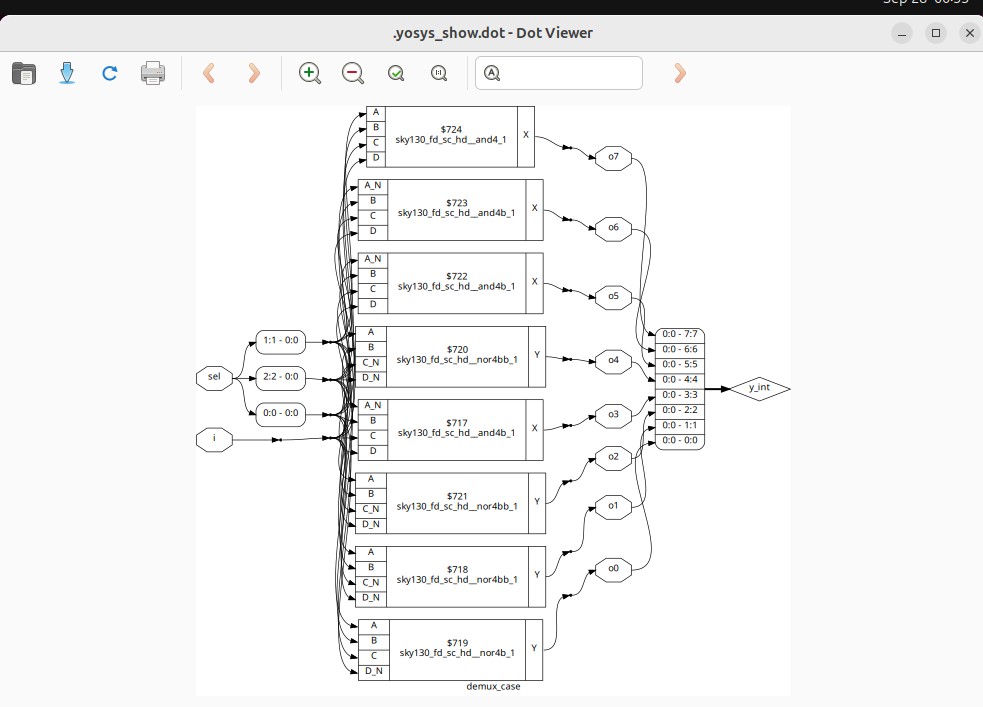 .yosys_show.dot - Dot Viewer
A
B
C
D
$724
sky130_fd_sc_hd__and4_1
X
o7
A_N
B
C
D
$723
sky130_fd_sc_hd__and4b_1
X
o6
A_N
B
C
D
$722
sky130_fd_sc_hd__and4b_1
X
o5
A
B
C_N
D_N
$720
sky130_fd_sc_hd__nor4bb_1
Y
o4
sel
1:1 - 0:0
2:2 - 0:0
0:0 - 0:0
i
A_N
B
C
D
$717
sky130_fd_sc_hd__and4b_1
X
o3
A
B
C_N
D_N
$721
sky130_fd_sc_hd__nor4bb_1
Y
o2
A
B
C_N
D_N
$718
sky130_fd_sc_hd__nor4bb_1
Y
o1
A
B
C
D_N
$719
sky130_fd_sc_hd__nor4b_1
Y
o0
0:0 - 7:7
0:0 - 6:6
0:0 - 5:5
0:0 - 4:4
0:0 - 3:3
0:0 - 2:2
0:0 - 1:1
0:0 - 0:0
y_int
demux_case